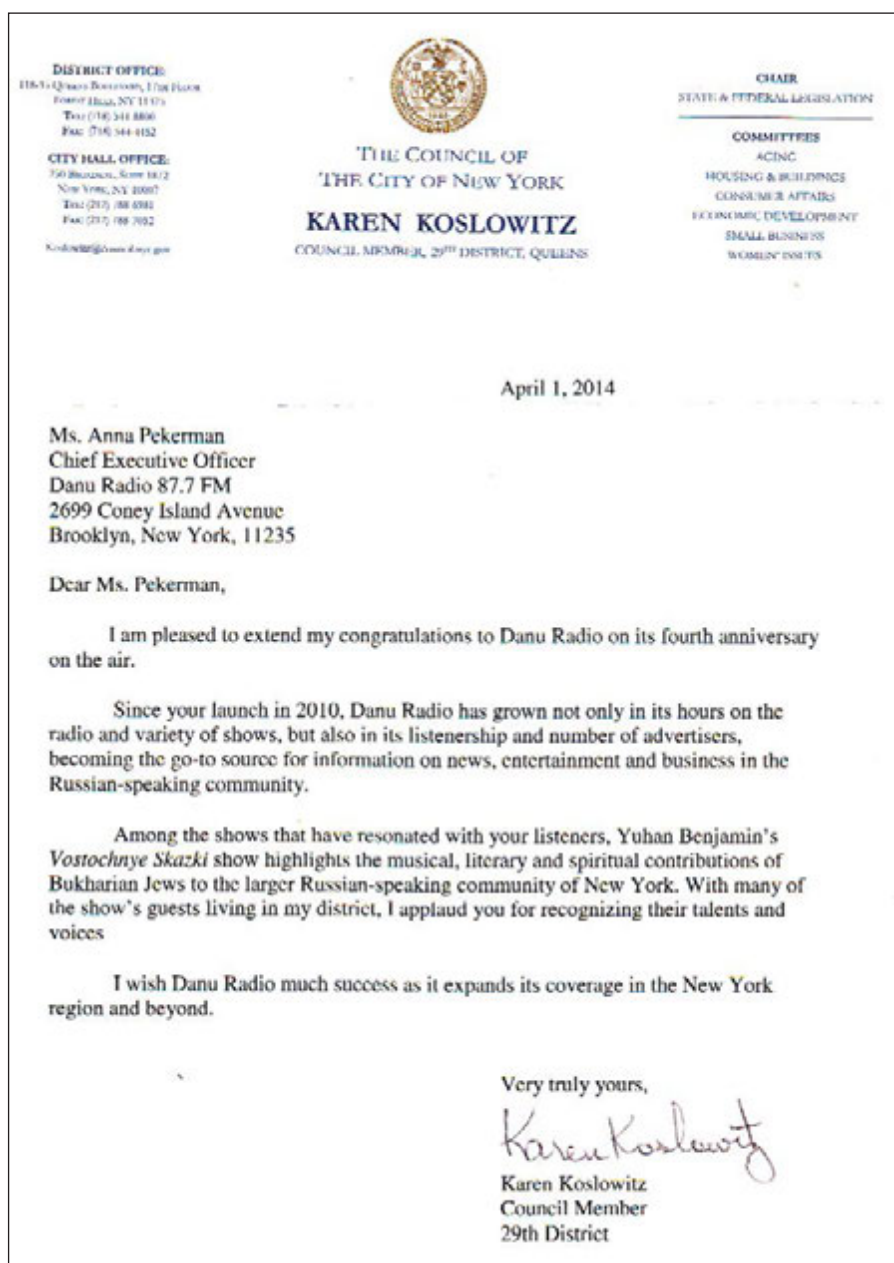 DISTRICT OFFICE:
FOREST HILLS, NY 11375
CITY HALL OFFICE:
NEW YORK, NY 10007
THE COUNCIL OF
THE CITY OF NEW YORK
KAREN KOSLOWITZ
COUNCIL MEMBER, 29TH DISTRICT, QUEENS
CHAIR
STATE & FEDERAL LEGISLATION
COMMITTEES
AGING
HOUSING & BUILDINGS
CONSUMER AFFAIRS
ECONOMIC DEVELOPMENT
SMALL BUSINESS
WOMEN' ISSUES
April 1, 2014
Ms. Anna Pekerman
Chief Executive Officer
Danu Radio 87.7 FM
2699 Coney Island Avenue
Brooklyn, New York, 11235
Dear Ms. Pekerman,
I am pleased to extend my congratulations to Danu Radio on its fourth anniversary
on the air.
Since your launch in 2010, Danu Radio has grown not only in its hours on the
radio and variety of shows, but also in its listenership and number of advertisers,
becoming the go-to source for information on news, entertainment and business in the
Russian-speaking community.
Among the shows that have resonated with your listeners, Yuhan Benjamin's
Vostochnye Skazki show highlights the musical, literary and spiritual contributions of
Bukharian Jews to the larger Russian-speaking community of New York. With many of
the show's guests living in my district, I applaud you for recognizing their talents and
voices
I wish Danu Radio much success as it expands its coverage in the New York
region and beyond.
Very truly yours,
Karen Koslowitz
Karen Koslowitz
Council Member
29th District